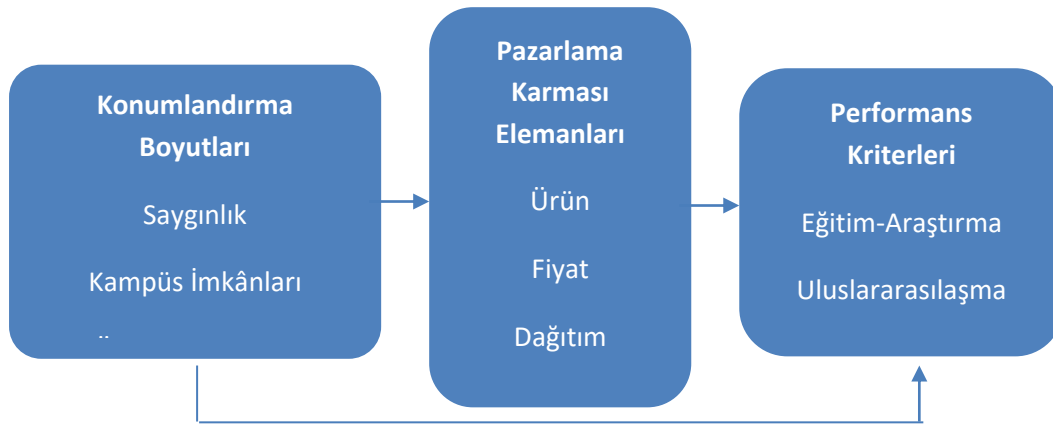 Konumlandırma
Boyutları
Saygınlık
Kampüs İmkânları
Pazarlama
Karması
Elemanları
Ürün
Fiyat
Dağıtım
Performans
Kriterleri
Eğitim-Araştırma
Uluslararasılaşma